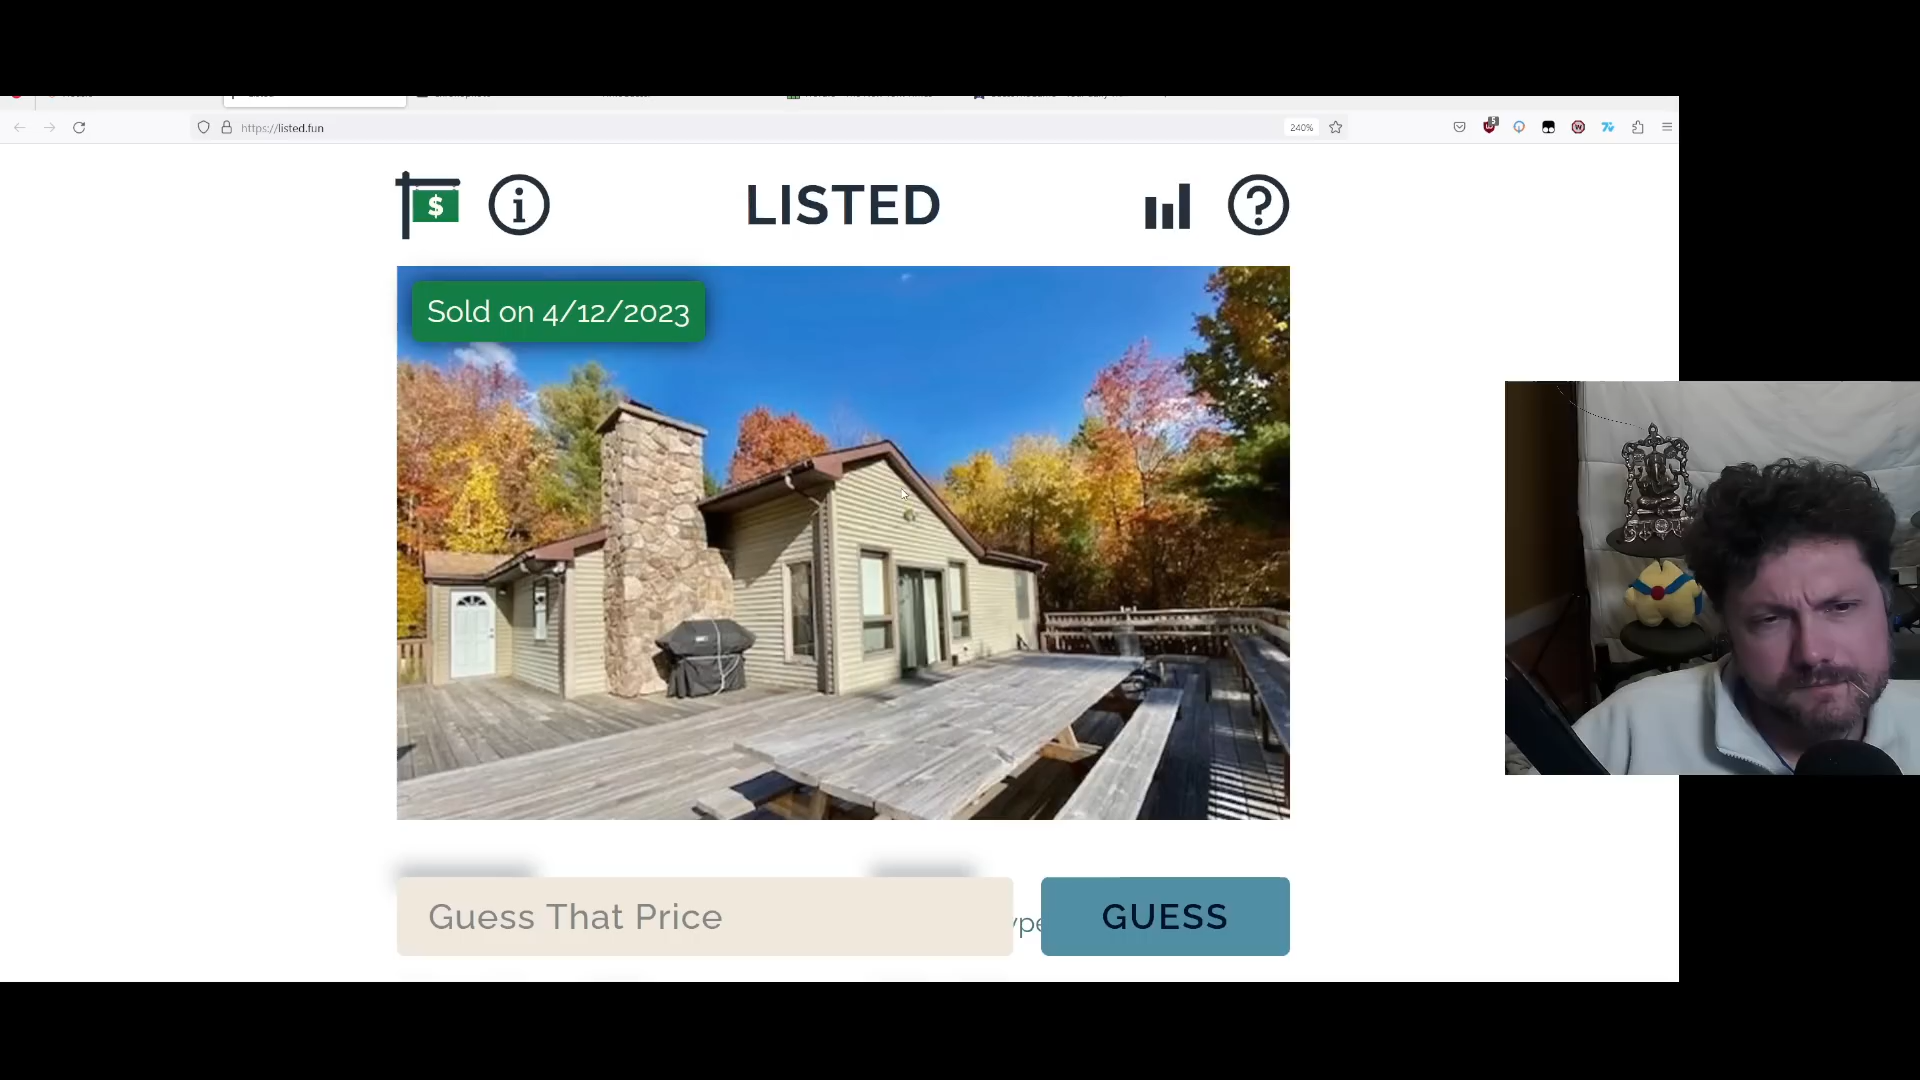 https://listed.fun
240%
$
i
LISTED
?
Sold on 4/12/2023
Guess That Price
GUESS